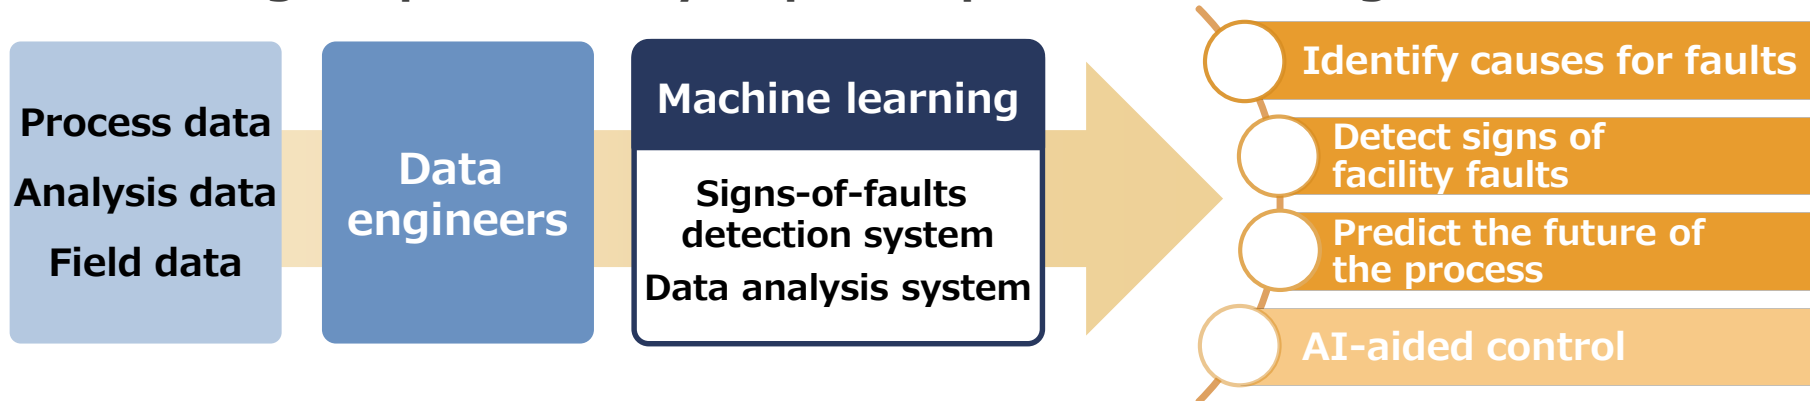 Process data
Analysis data
Field data
Data
engineers
Machine learning
Signs-of-faults
detection system
Data analysis system
Identify causes for faults
Detect signs of
facility faults
Predict the future of
the process
AI-aided control